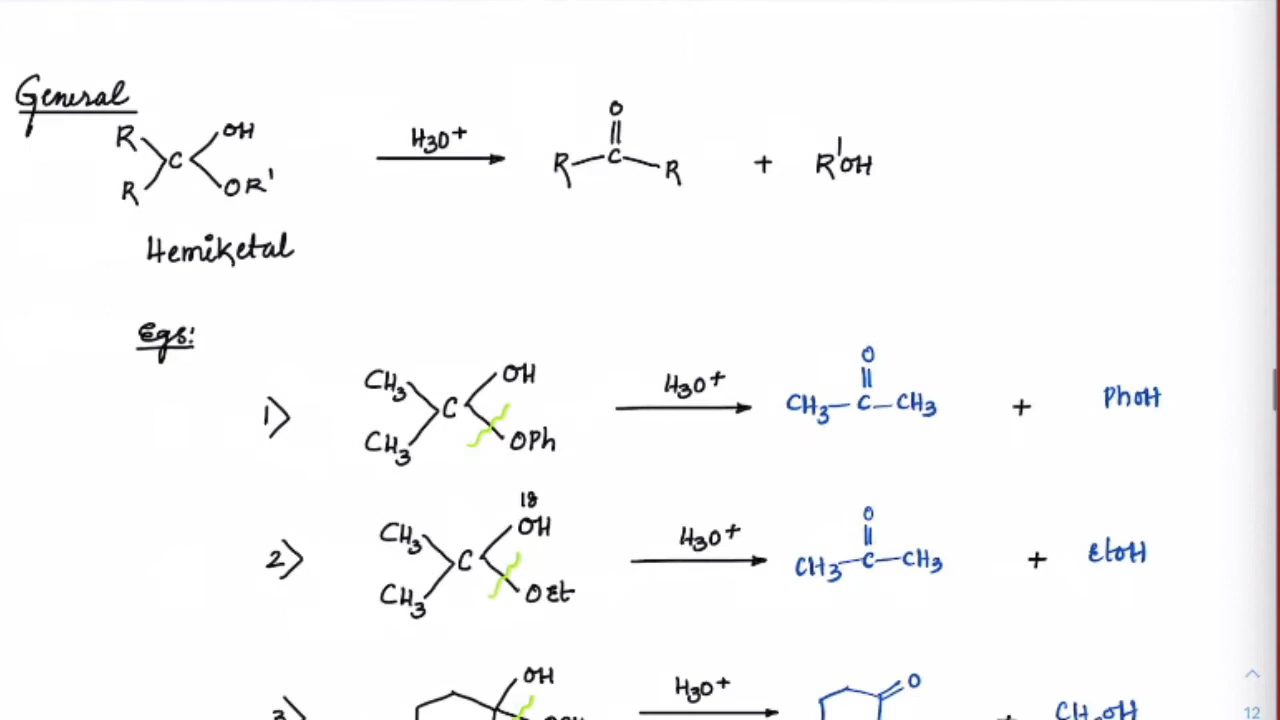 General
R OH
C H3O+ O
R OR' R C R + R'OH
Hemiketal
Egs:
1) CH3 OH
C H3O+ O
CH3 OPh CH3-C-CH3 + PhOH
2) CH3 18
OH
C H3O+ O
CH3 OEt CH3-C-CH3 + EtOH
3) OH H3O+ O + CH3OH
12